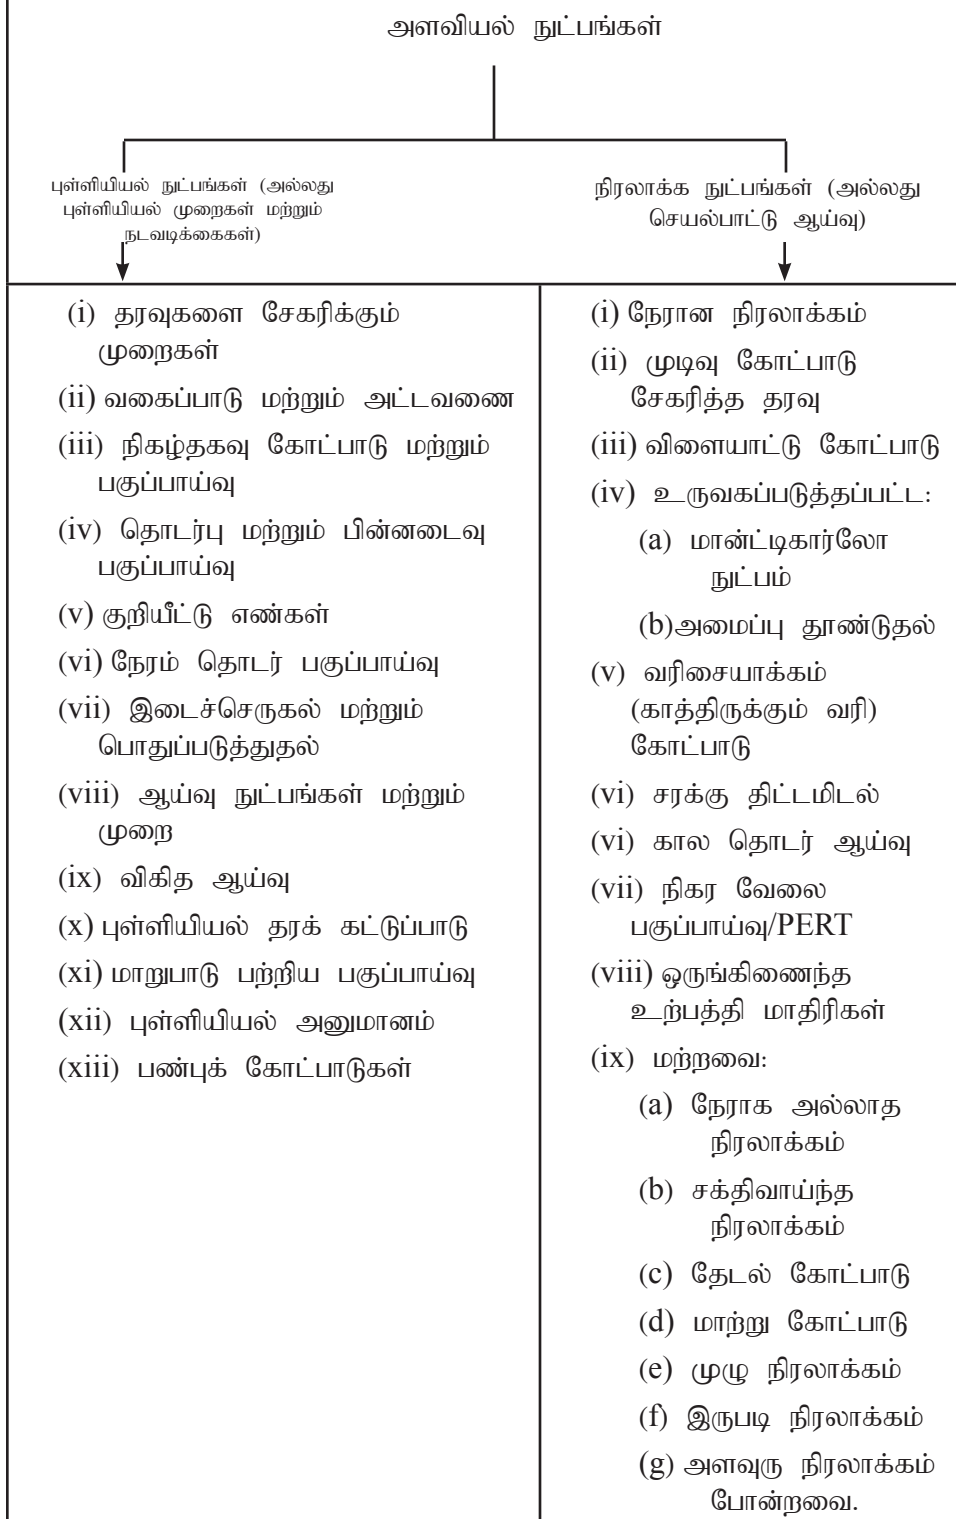 அளவியல் நுட்பங்கள்
புள்ளியியல் நுட்பங்கள் (அல்லது
புள்ளியியல் முறைகள் மற்றும்
நடவடிக்கைகள்)
நிரலாக்க நுட்பங்கள் (அல்லது
செயல்பாட்டு ஆய்வு)
(i) தரவுகளை சேகரிக்கும்
முறைகள்
(ii) வகைப்பாடு மற்றும் அட்டவணை
(iii) நிகழ்தகவு கோட்பாடு மற்றும்
பகுப்பாய்வு
(iv) தொடர்பு மற்றும் பின்னடைவு
பகுப்பாய்வு
(v) குறியீட்டு எண்கள்
(vi) நேரம் தொடர் பகுப்பாய்வு
(vii) இடைச்செருகல் மற்றும்
பொதுப்படுத்துதல்
(viii) ஆய்வு நுட்பங்கள் மற்றும்
முறை
(ix) விகித ஆய்வு
(x) புள்ளியியல் தரக் கட்டுப்பாடு
(xi) மாறுபாடு பற்றிய பகுப்பாய்வு
(xii) புள்ளியியல் அனுமானம்
(xiii) பண்புக் கோட்பாடுகள்
(i) நேரான நிரலாக்கம்
(ii) முடிவு கோட்பாடு
சேகரித்த தரவு
(iii) விளையாட்டு கோட்பாடு
(iv) உருவகப்படுத்தப்பட்ட:
(a) மான்ட்டிகார்லோ
நுட்பம்
(b)அமைப்பு தூண்டுதல்
(v) வரிசையாக்கம்
(காத்திருக்கும் வரி)
கோட்பாடு
(vi) சரக்கு திட்டமிடல்
(vi) கால தொடர் ஆய்வு
(vii) நிகர வேலை
பகுப்பாய்வு/PERT
(viii) ஒருங்கிணைந்த
உற்பத்தி மாதிரிகள்
(ix) மற்றவை:
(a) நேராக அல்லாத
நிரலாக்கம்
(b) சக்திவாய்ந்த
நிரலாக்கம்
(c) தேடல் கோட்பாடு
(d) மாற்று கோட்பாடு
(e) முழு நிரலாக்கம்
(f) இருபடி நிரலாக்கம்
(g) அளவுரு நிரலாக்கம்
போன்றவை.